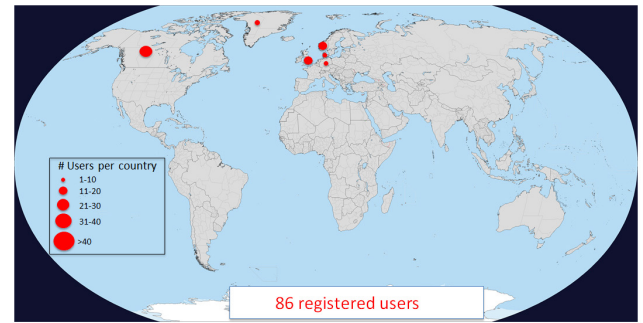 # Users per country
1-10
11-20
21-30
31-40
>40
86 registered users